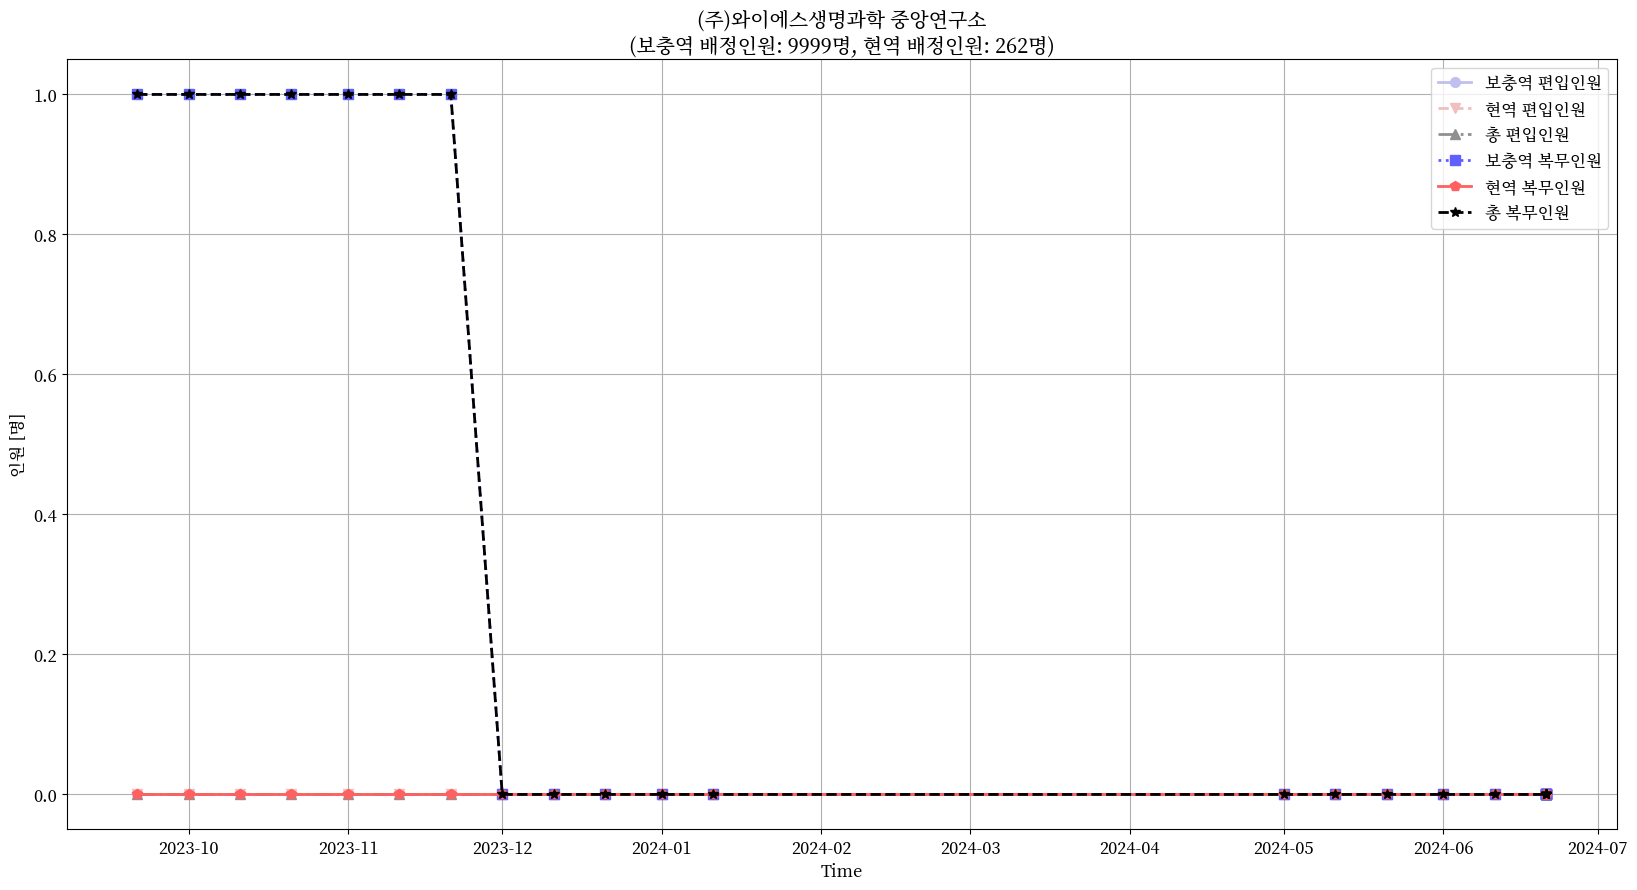 (주)와이에스생명과학 중앙연구소
(보충역 배정인원: 9999명, 현역 배정인원: 262명)
보충역 편입인원
현역 편입인원
총 편입인원
보충역 복무인원
현역 복무인원
총 복무인원
1.0
0.8
0.6
0.4
0.2
0.0
인원 [명]
2023-10
2023-11
2023-12
2024-01
2024-02
2024-03
2024-04
2024-05
2024-06
2024-07
Time